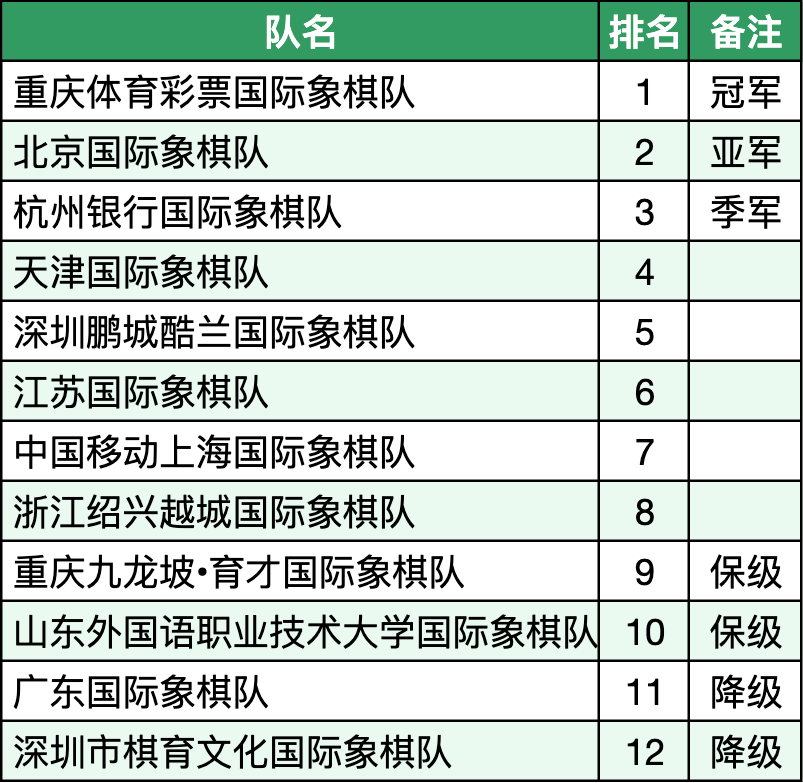 队名 排名 备注
重庆体育彩票国际象棋队 1 冠军
北京国际象棋队 2 亚军
杭州银行国际象棋队 3 季军
天津国际象棋队 4
深圳鹏城酷兰国际象棋队 5
江苏国际象棋队 6
中国移动上海国际象棋队 7
浙江绍兴越城国际象棋队 8
重庆九龙坡•育才国际象棋队 9 保级
山东外国语职业技术大学国际象棋队 10 保级
广东国际象棋队 11 降级
深圳市棋育文化国际象棋队 12 降级